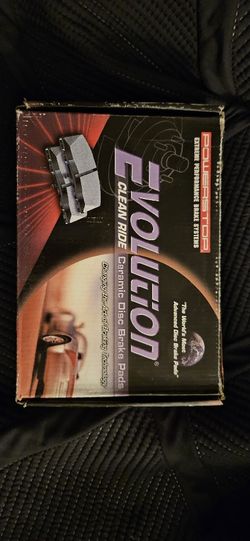 POWERSTOP
EXTREME PERFORMANCE BRAKE SYSTEMS
EVOLUTION®
CLEAN RIDE Ceramic Disc Brake Pads
"The World's Most
Advanced Disc Brake Pads"